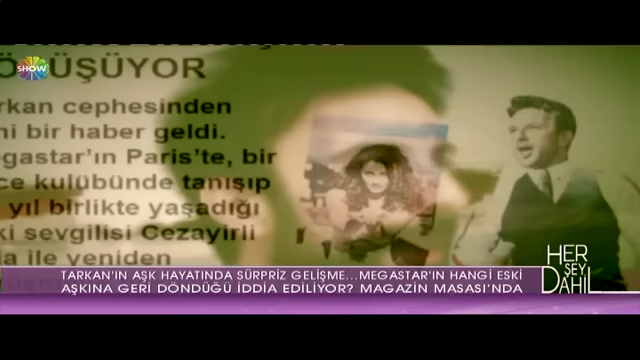 ÖNÜŞÜYOR
SHOW
rkan cephesinden
ni bir haber geldi.
egastar'ın Paris'te, bir
ce kulübünde tanışıp
yıl birlikte yaşadığı
ki sevgilisi Cezayirli
la ile yeniden
TARKAN'IN AŞK HAYATINDA SÜRPRİZ GELİŞME...MEGASTAR'IN HANGİ ESKİ
AŞKINA GERİ DÖNDÜĞÜ İDDİA EDİLİYOR? MAGAZİN MASASI'NDA
HER
ŞEY
DAHİL